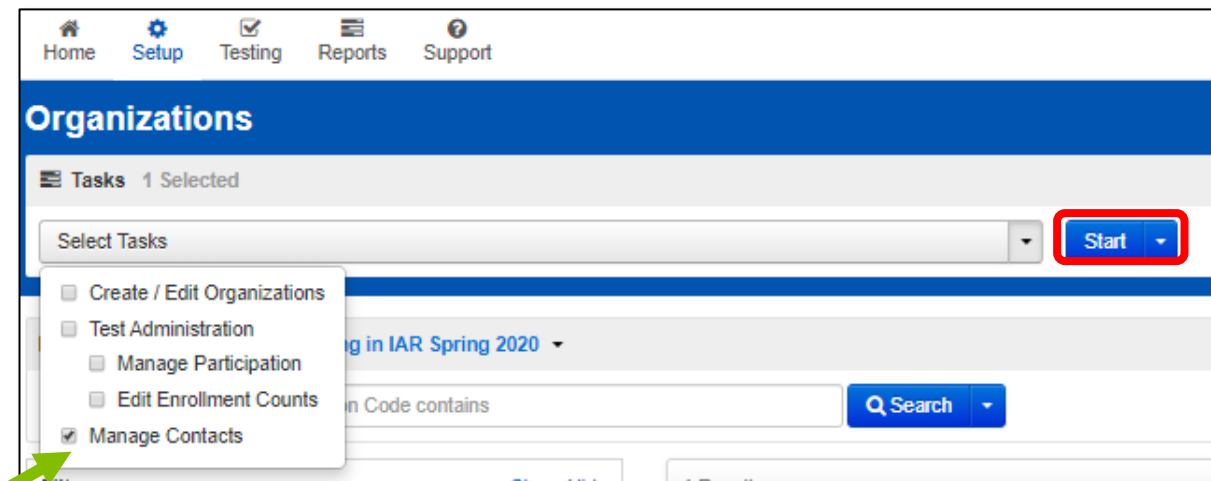 Home Setup Testing Reports Support
Organizations
Tasks 1 Selected
Select Tasks
Start
Create / Edit Organizations
Test Administration
Manage Participation
Edit Enrollment Counts
Manage Contacts
in IAR Spring 2020
Code contains
Search